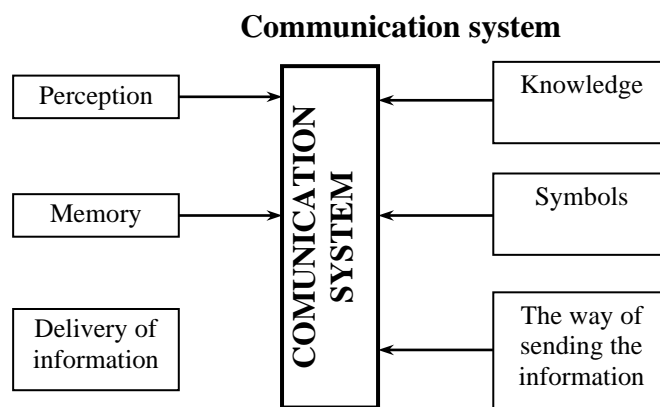 Communication system
Perception
Memory
Delivery of
information
COMUNICATION
SYSTEM
Knowledge
Symbols
The way of
sending the
information